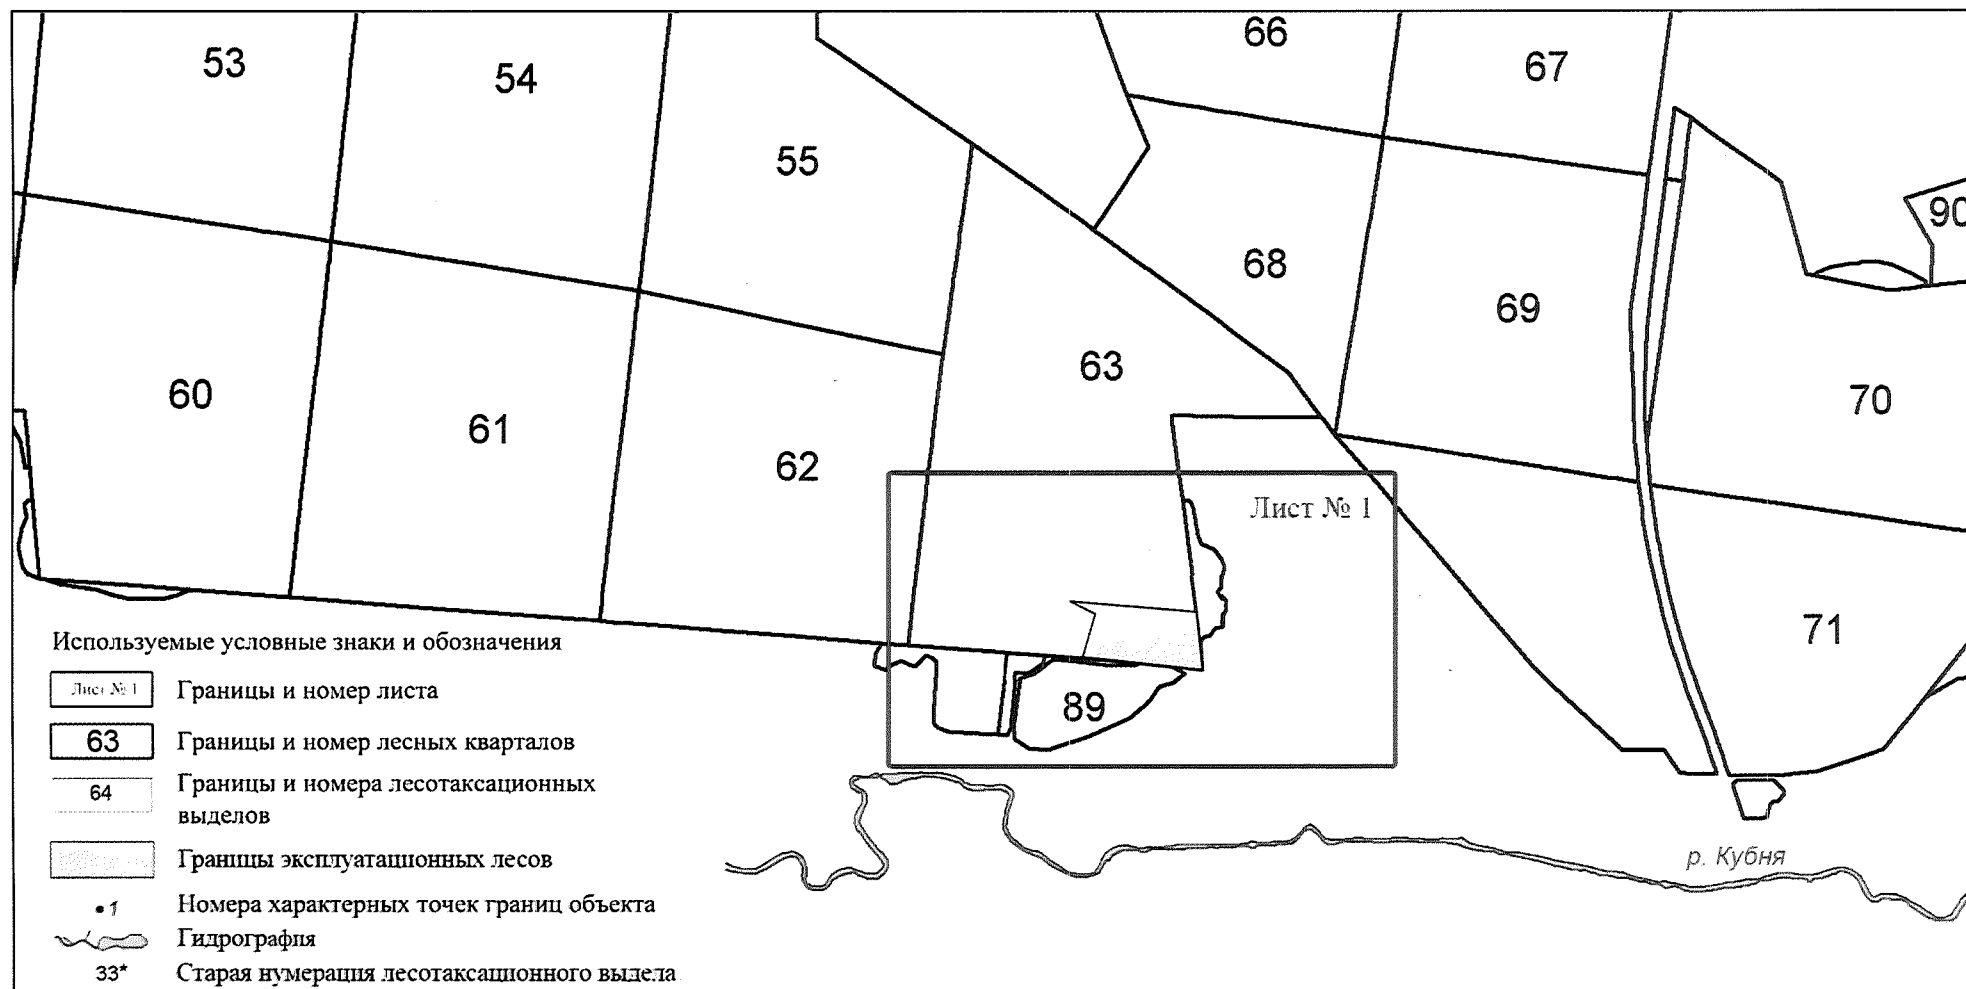 53
54
55
66
67
90
60
61
62
63
68
69
70
Лист № 1
71
89
Используемые условные знаки и обозначения
Лист № 1
Границы и номер листа
63
Границы и номер лесных кварталов
64
Границы и номера лесотаксационных
выделов
Границы эксплуатационных лесов
1
Номера характерных точек границ объекта
Гидрография
33*
Старая нумерация лесотаксационного выдела
р. Кубня